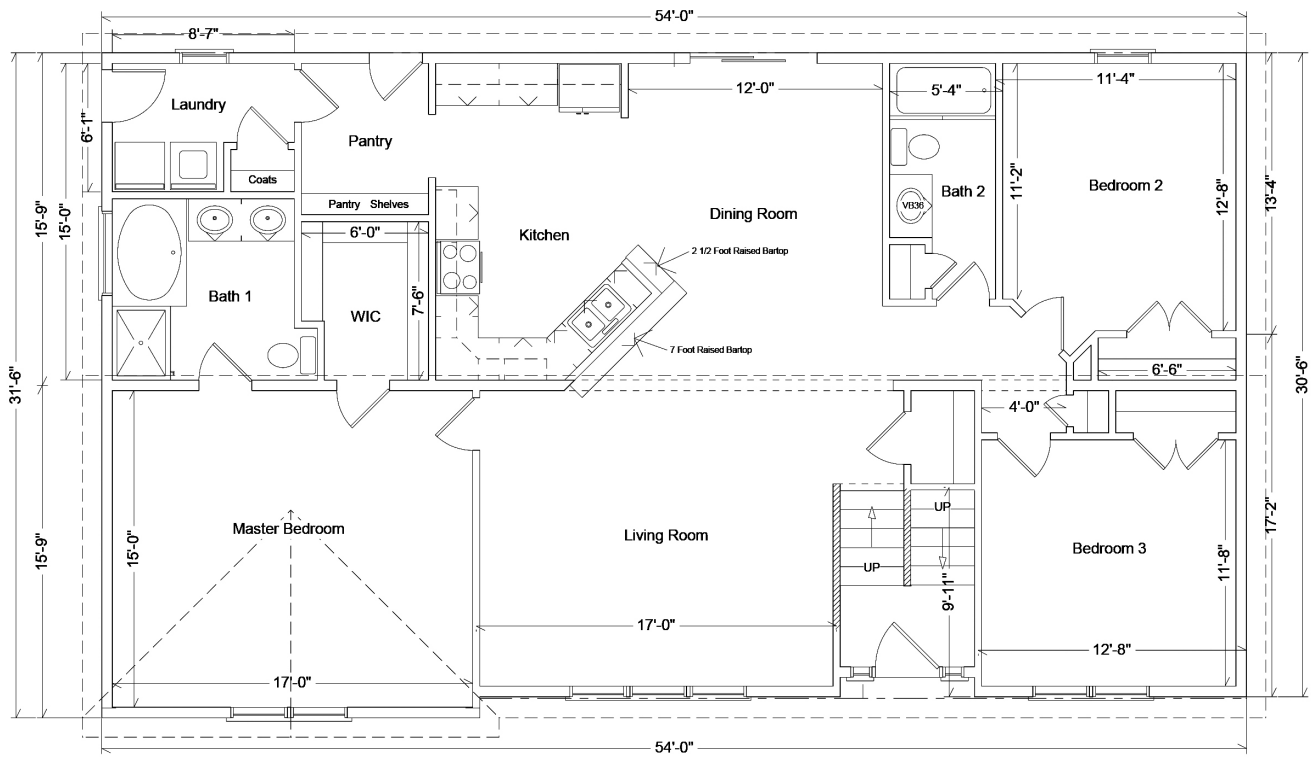 54'-0"
8'-7"
12'-0"
5'-4"
11'-4"
Laundry
6'-1"
Pantry
Coats
Pantry Shelves
15'-9"
15'-0"
6'-0"
Kitchen
Dining Room
2 1/2 Foot Raised Bartop
Bath 2
VB36
11'-2"
Bedroom 2
12'-8"
13'-4"
Bath 1
WIC
7'-6"
7 Foot Raised Bartop
31'-6"
30'-6"
6'-6"
4'-0"
Master Bedroom
Living Room
UP
UP
Bedroom 3
15'-9"
15'-0"
9'-11"
11'-8"
17'-2"
17'-0"
12'-8"
17'-0"
54'-0"